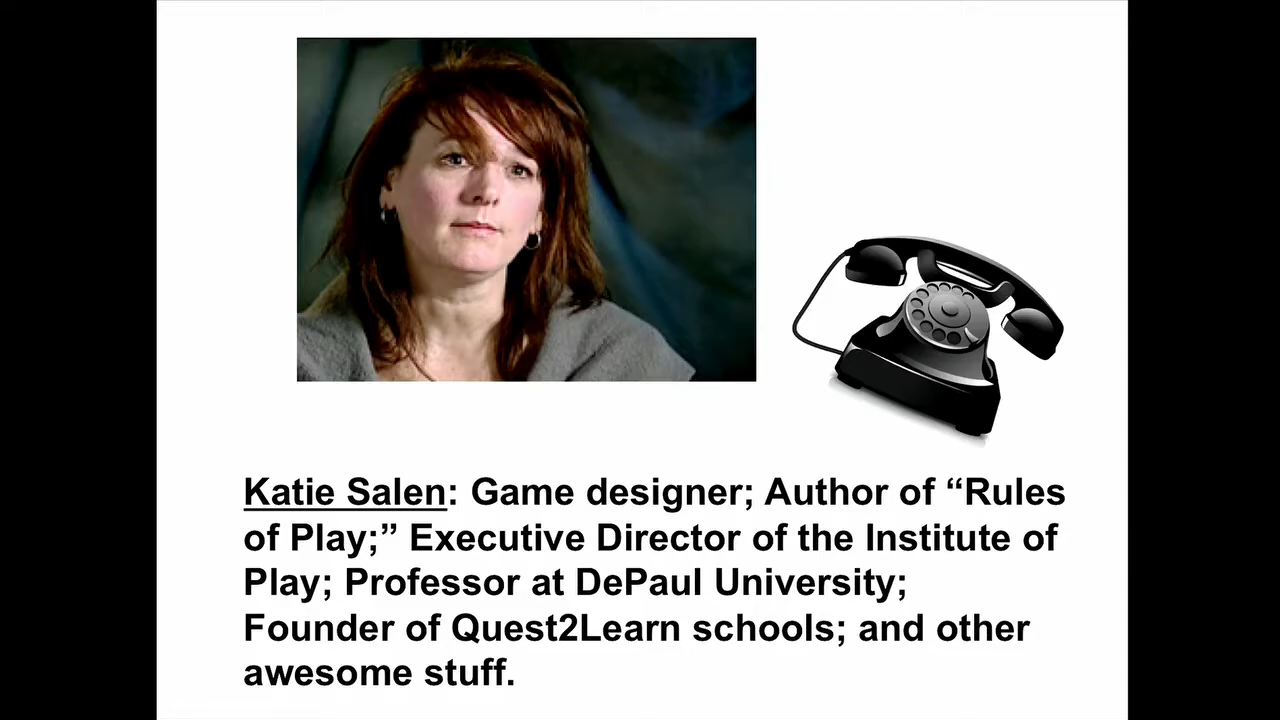 Katie Salen: Game designer; Author of “Rules
of Play;” Executive Director of the Institute of
Play; Professor at DePaul University;
Founder of Quest2Learn schools; and other
awesome stuff.